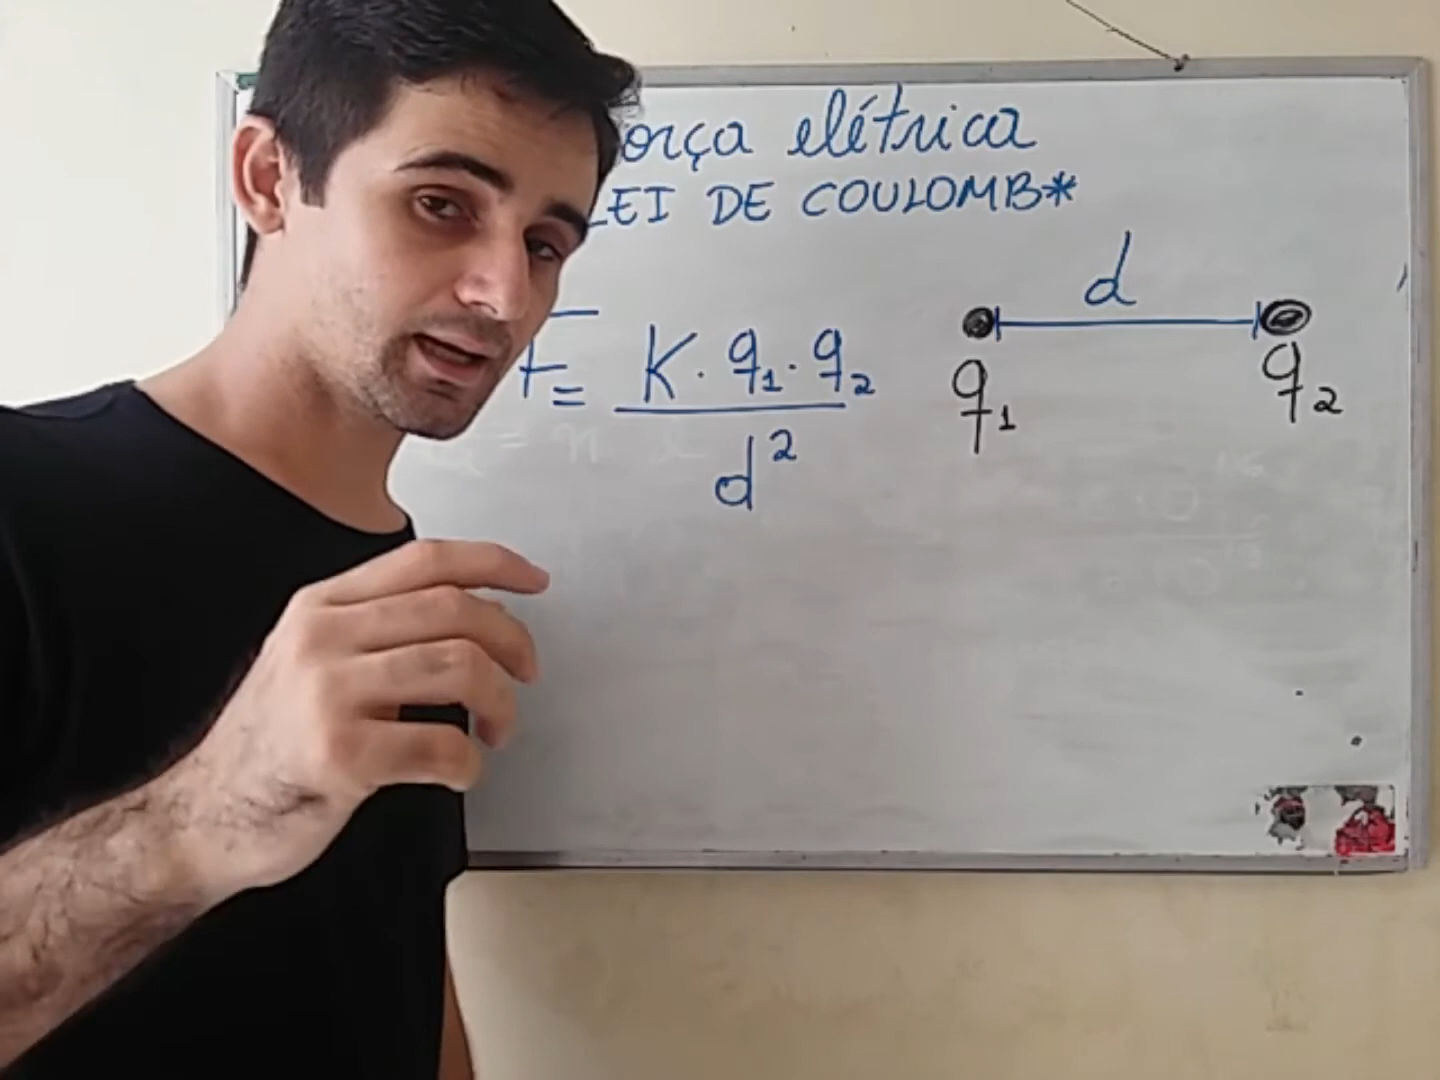 orça elétrica
LEI DE COULOMB*
d
F = K · q1 · q2
d²
q1
q2